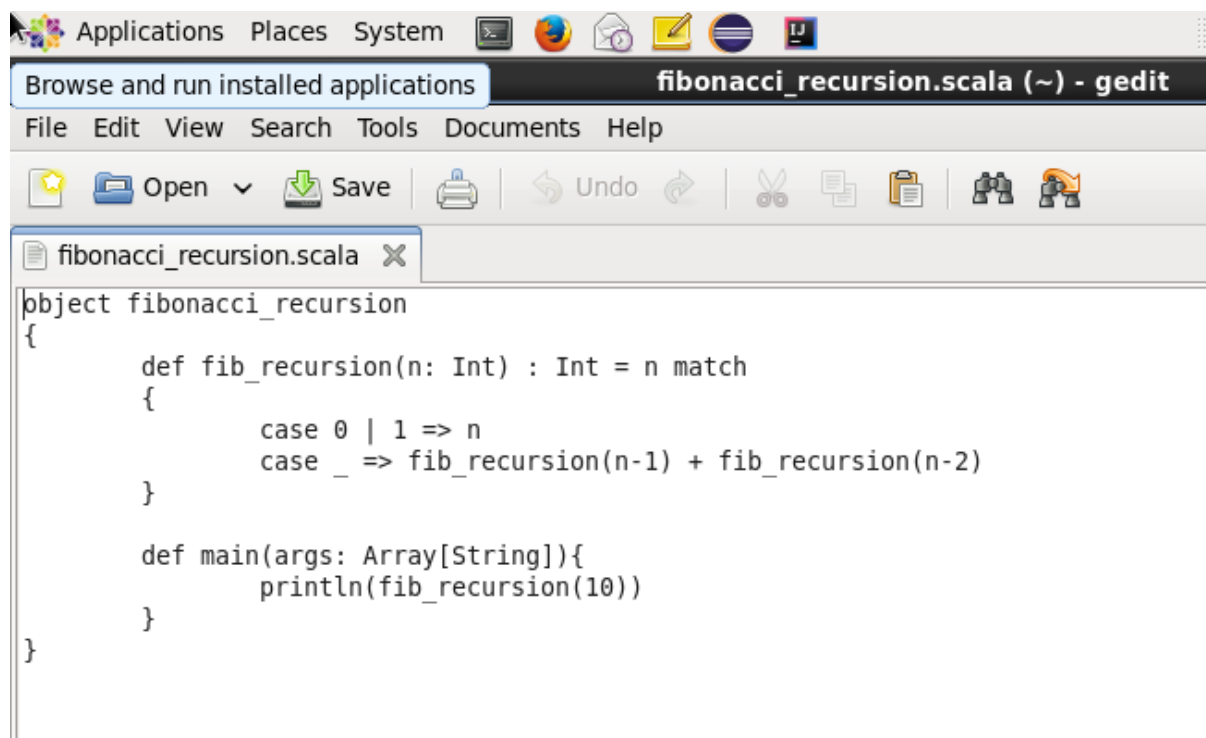 Applications Places System
Browse and run installed applications
fibonacci_recursion.scala (~) - gedit
File Edit View Search Tools Documents Help
Open Save Undo
fibonacci_recursion.scala
object fibonacci_recursion
{
        def fib_recursion(n: Int) : Int = n match
        {
                case 0 | 1 => n
                case _ => fib_recursion(n-1) + fib_recursion(n-2)
        }

        def main(args: Array[String]){
                println(fib_recursion(10))
        }
}